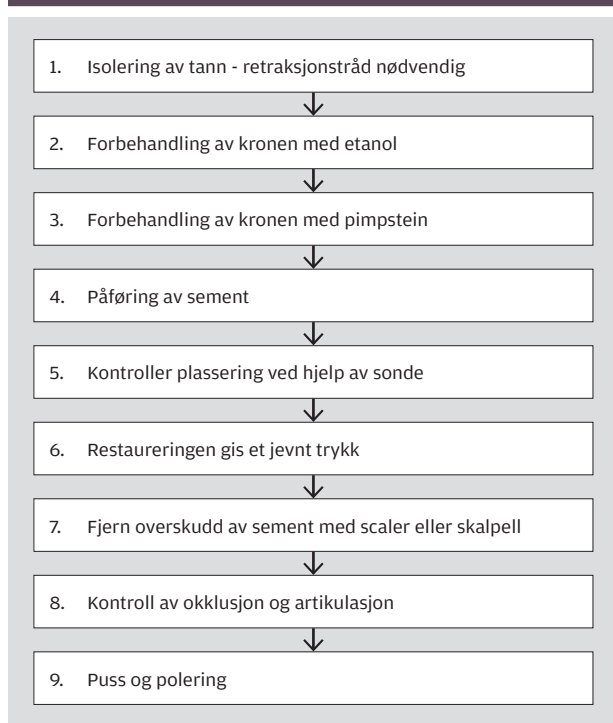 1. Isolering av tann - retraksjonstråd nødvendig
2. Forbehandling av kronen med etanol
3. Forbehandling av kronen med pimpstein
4. Påføring av sement
5. Kontroller plassering ved hjelp av sonde
6. Restaureringen gis et jevnt trykk
7. Fjern overskudd av sement med scaler eller skalpell
8. Kontroll av okklusjon og artikulasjon
9. Puss og polering